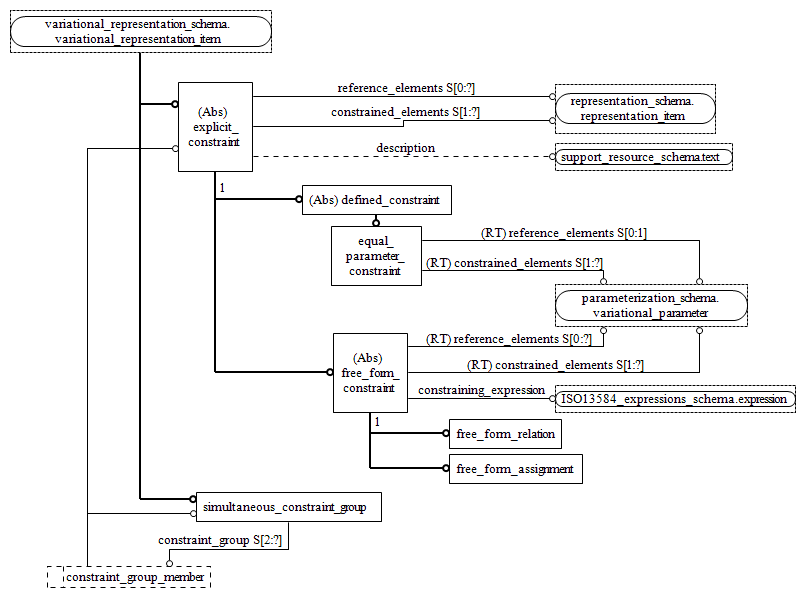 variational_representation_schema.
variational_representation_item
reference_elements S[0:?]
(Abs)
explicit_
constraint
representation_schema.
representation_item
constrained_elements S[1:?]
description
support_resource_schema.text
1
(Abs) defined_constraint
equal_
parameter_
constraint
(RT) reference_elements S[0:1]
(RT) constrained_elements S[1:?]
parameterization_schema.
variational_parameter
(RT) reference_elements S[0:?]
(Abs)
free_form_
constraint
(RT) constrained_elements S[1:?]
constraining_expression
ISO13584_expressions_schema.expression
1
free_form_relation
free_form_assignment
simultaneous_constraint_group
constraint_group S[2:?]
constraint_group_member